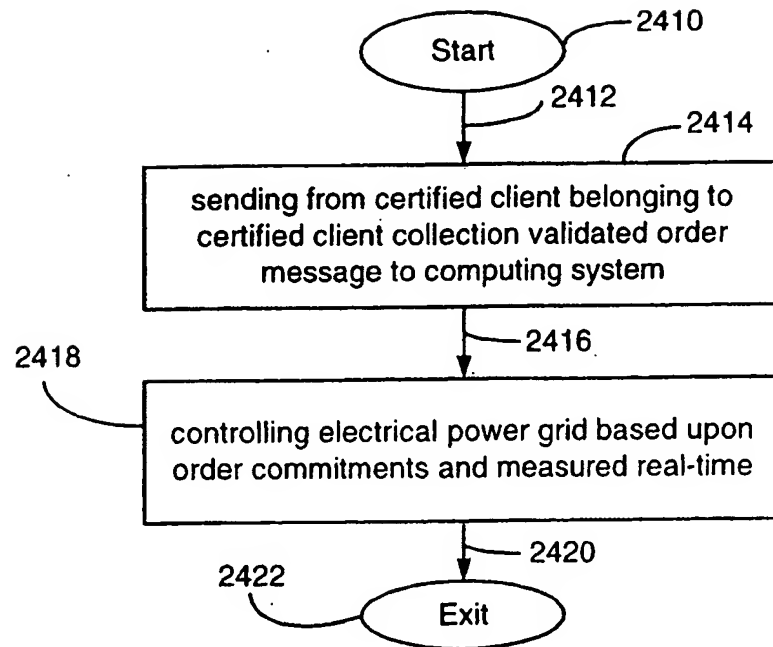 Start
2410
2412
2414
sending from certified client belonging to
certified client collection validated order
message to computing system
2416
2418
controlling electrical power grid based upon
order commitments and measured real-time
2420
2422
Exit